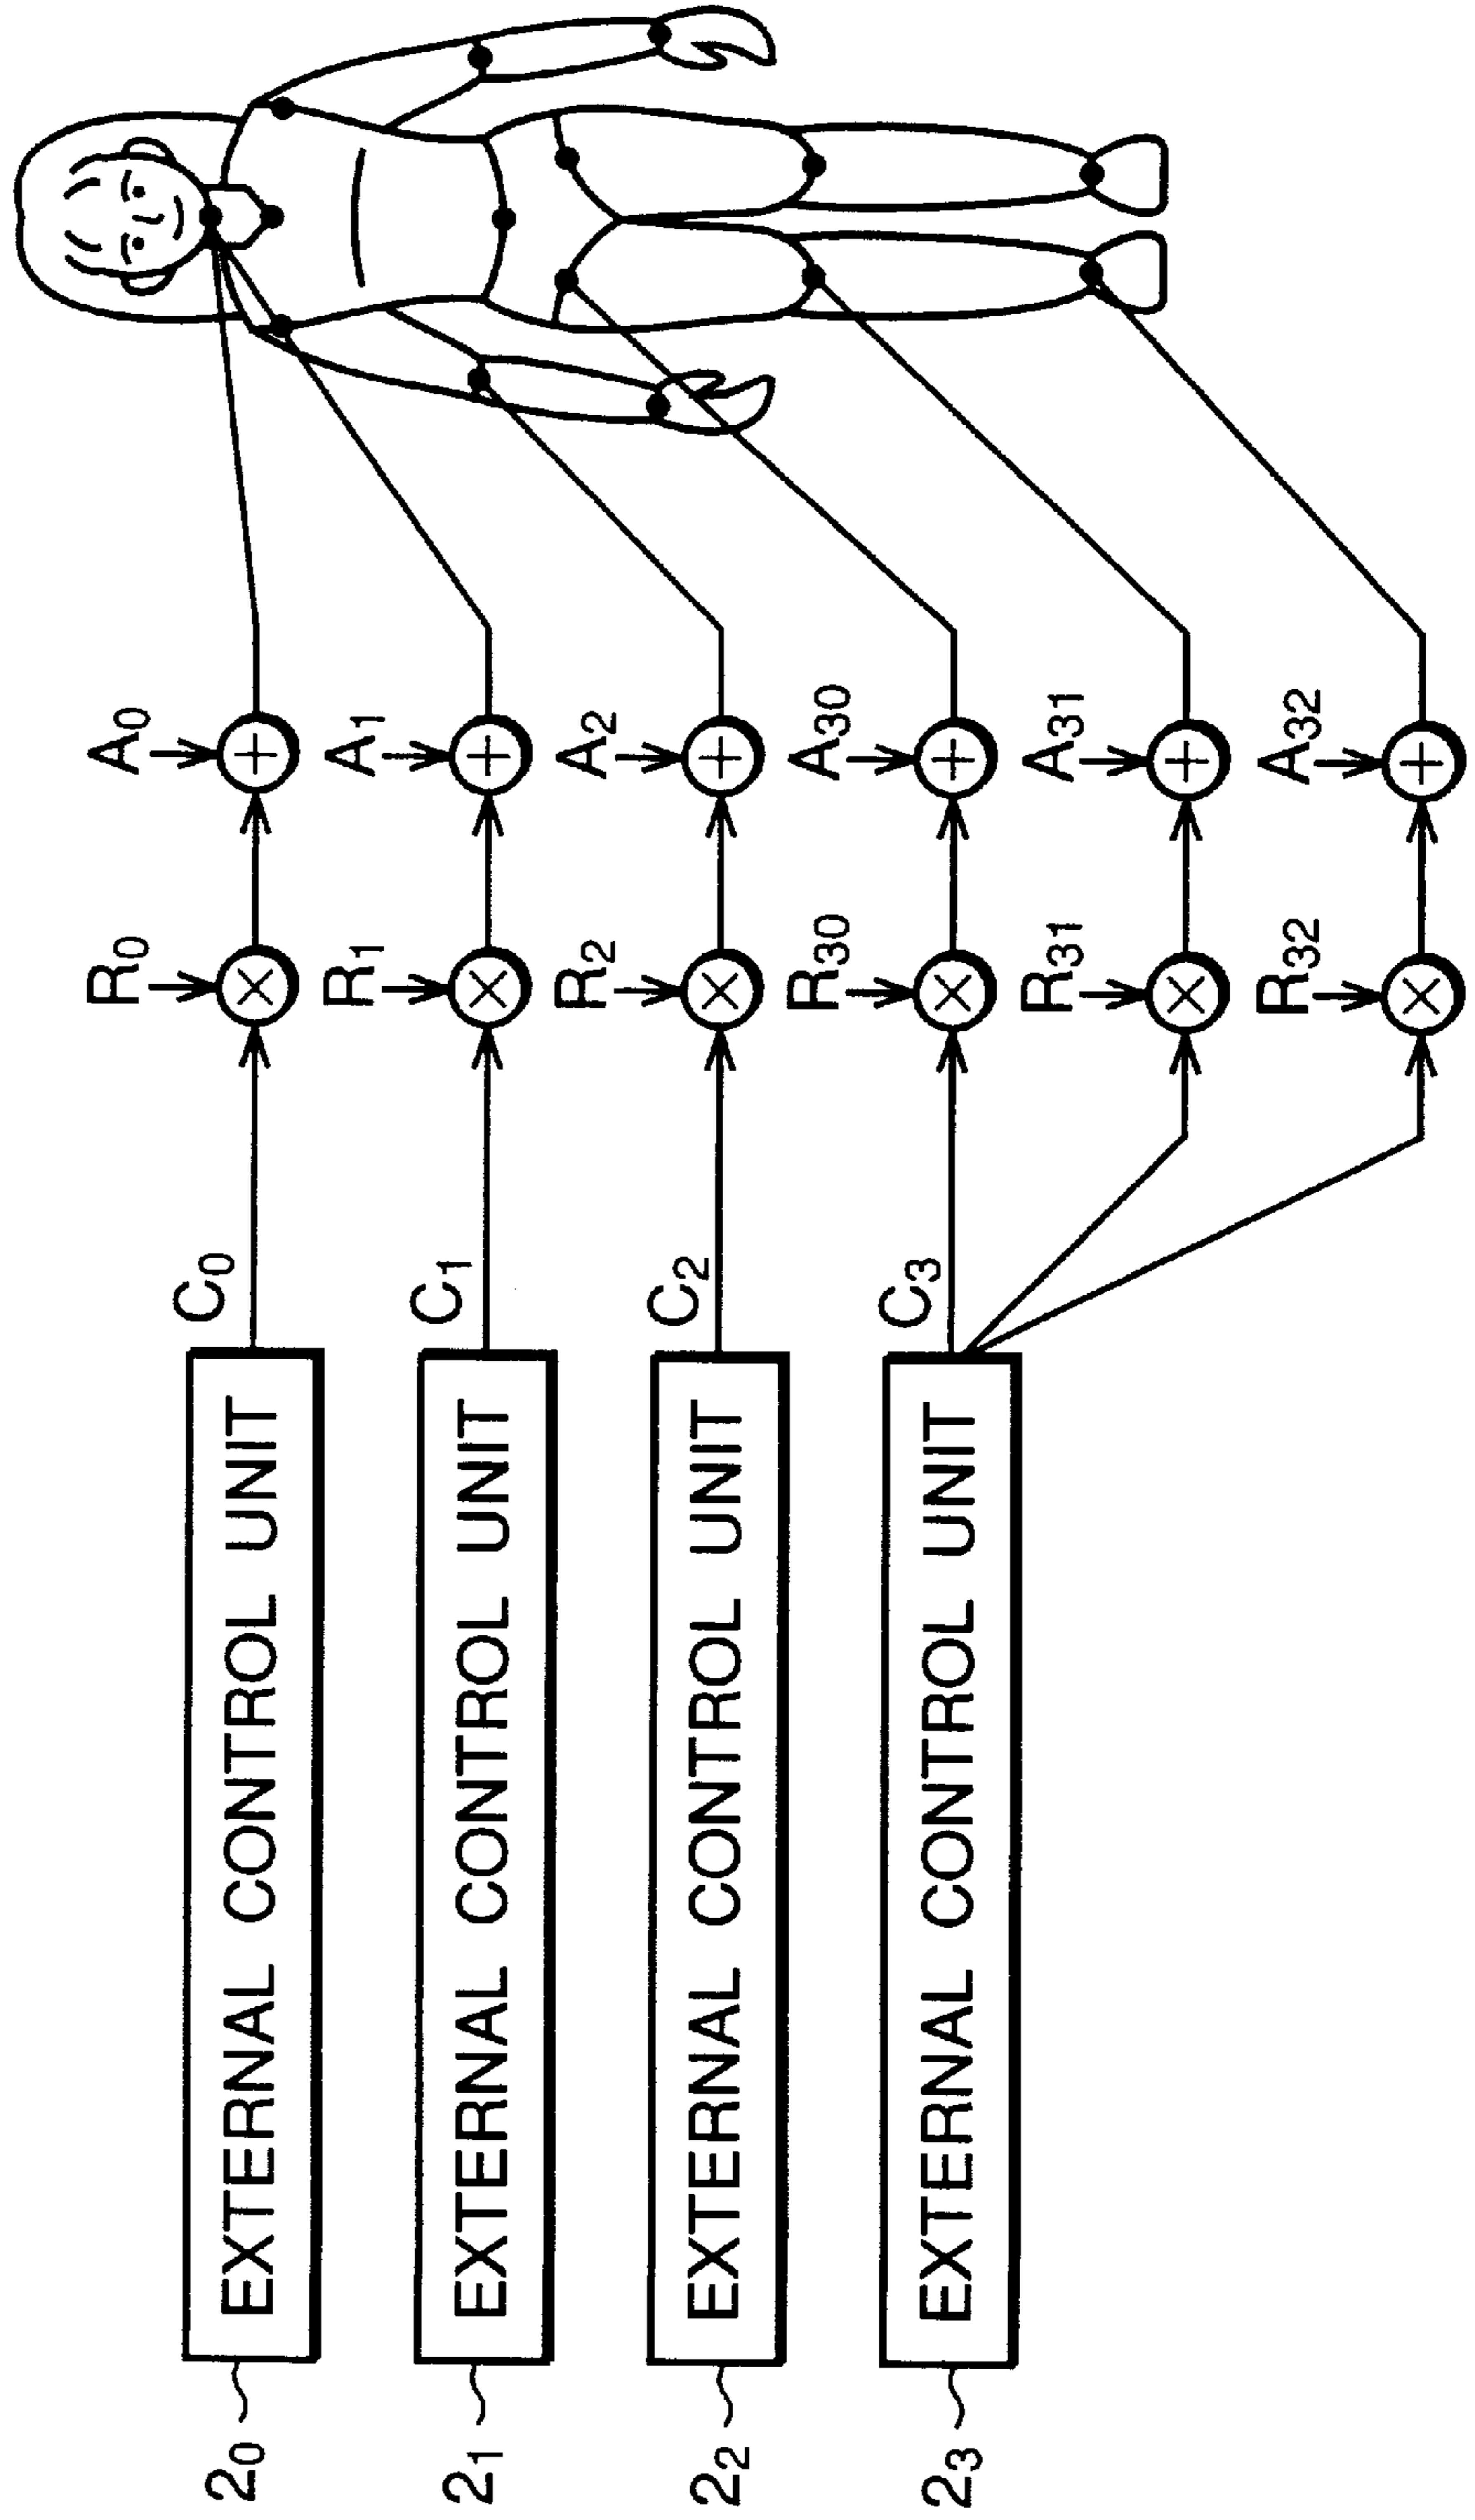 2₀ EXTERNAL CONTROL UNIT C₀ R₀ A₀
2₁ EXTERNAL CONTROL UNIT C₁ R₁ A₁
2₂ EXTERNAL CONTROL UNIT C₂ R₂ A₂
2₃ EXTERNAL CONTROL UNIT C₃ R₃₀ A₃₀
R₃₁ A₃₁
R₃₂ A₃₂